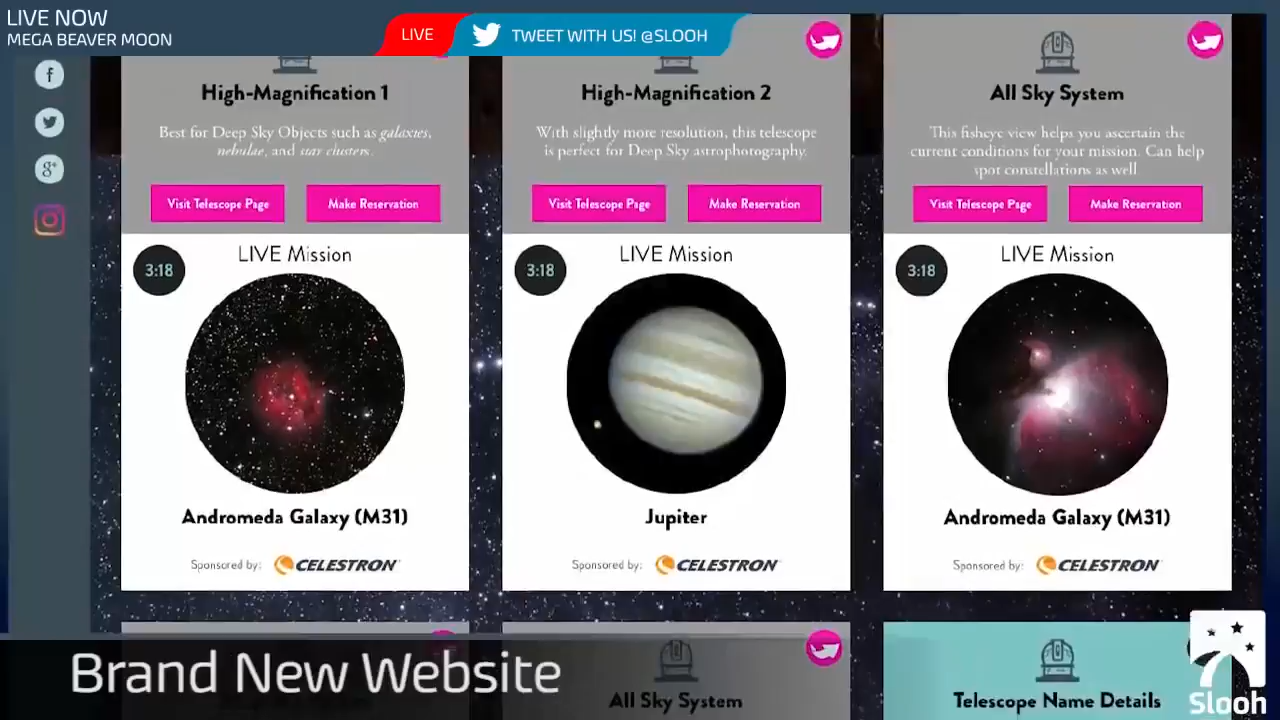 LIVE NOW
MEGA BEAVER MOON
LIVE
TWEET WITH US! @SLOOH
f
g+
High-Magnification 1
Best for Deep Sky Objects such as galaxies,
nebulae, and star clusters.
Visit Telescope Page
Make Reservation
LIVE Mission
3:18
Andromeda Galaxy (M31)
Sponsored by:
CELESTRON
High-Magnification 2
With slightly more resolution, this telescope
is perfect for Deep Sky astrophotography.
Visit Telescope Page
Make Reservation
LIVE Mission
3:18
Jupiter
Sponsored by:
CELESTRON
All Sky System
This fisheye view helps you ascertain the
current conditions for your mission. Can help
spot constellations as well.
Visit Telescope Page
Make Reservation
LIVE Mission
3:18
Andromeda Galaxy (M31)
Sponsored by:
CELESTRON
Brand New Website
All Sky System
Telescope Name Details
Slooh